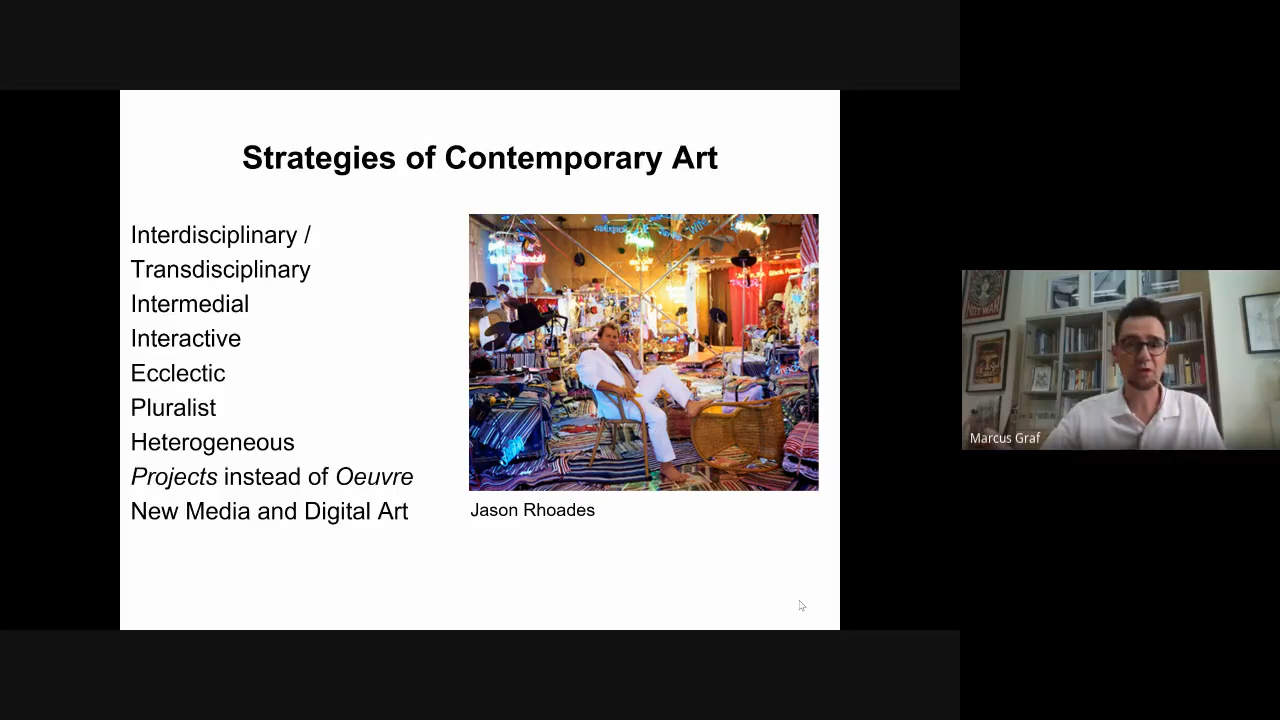 Strategies of Contemporary Art
Interdisciplinary /
Transdisciplinary
Intermedial
Interactive
Ecclectic
Pluralist
Heterogeneous
Projects instead of Oeuvre
New Media and Digital Art
Jason Rhoades
Marcus Graf